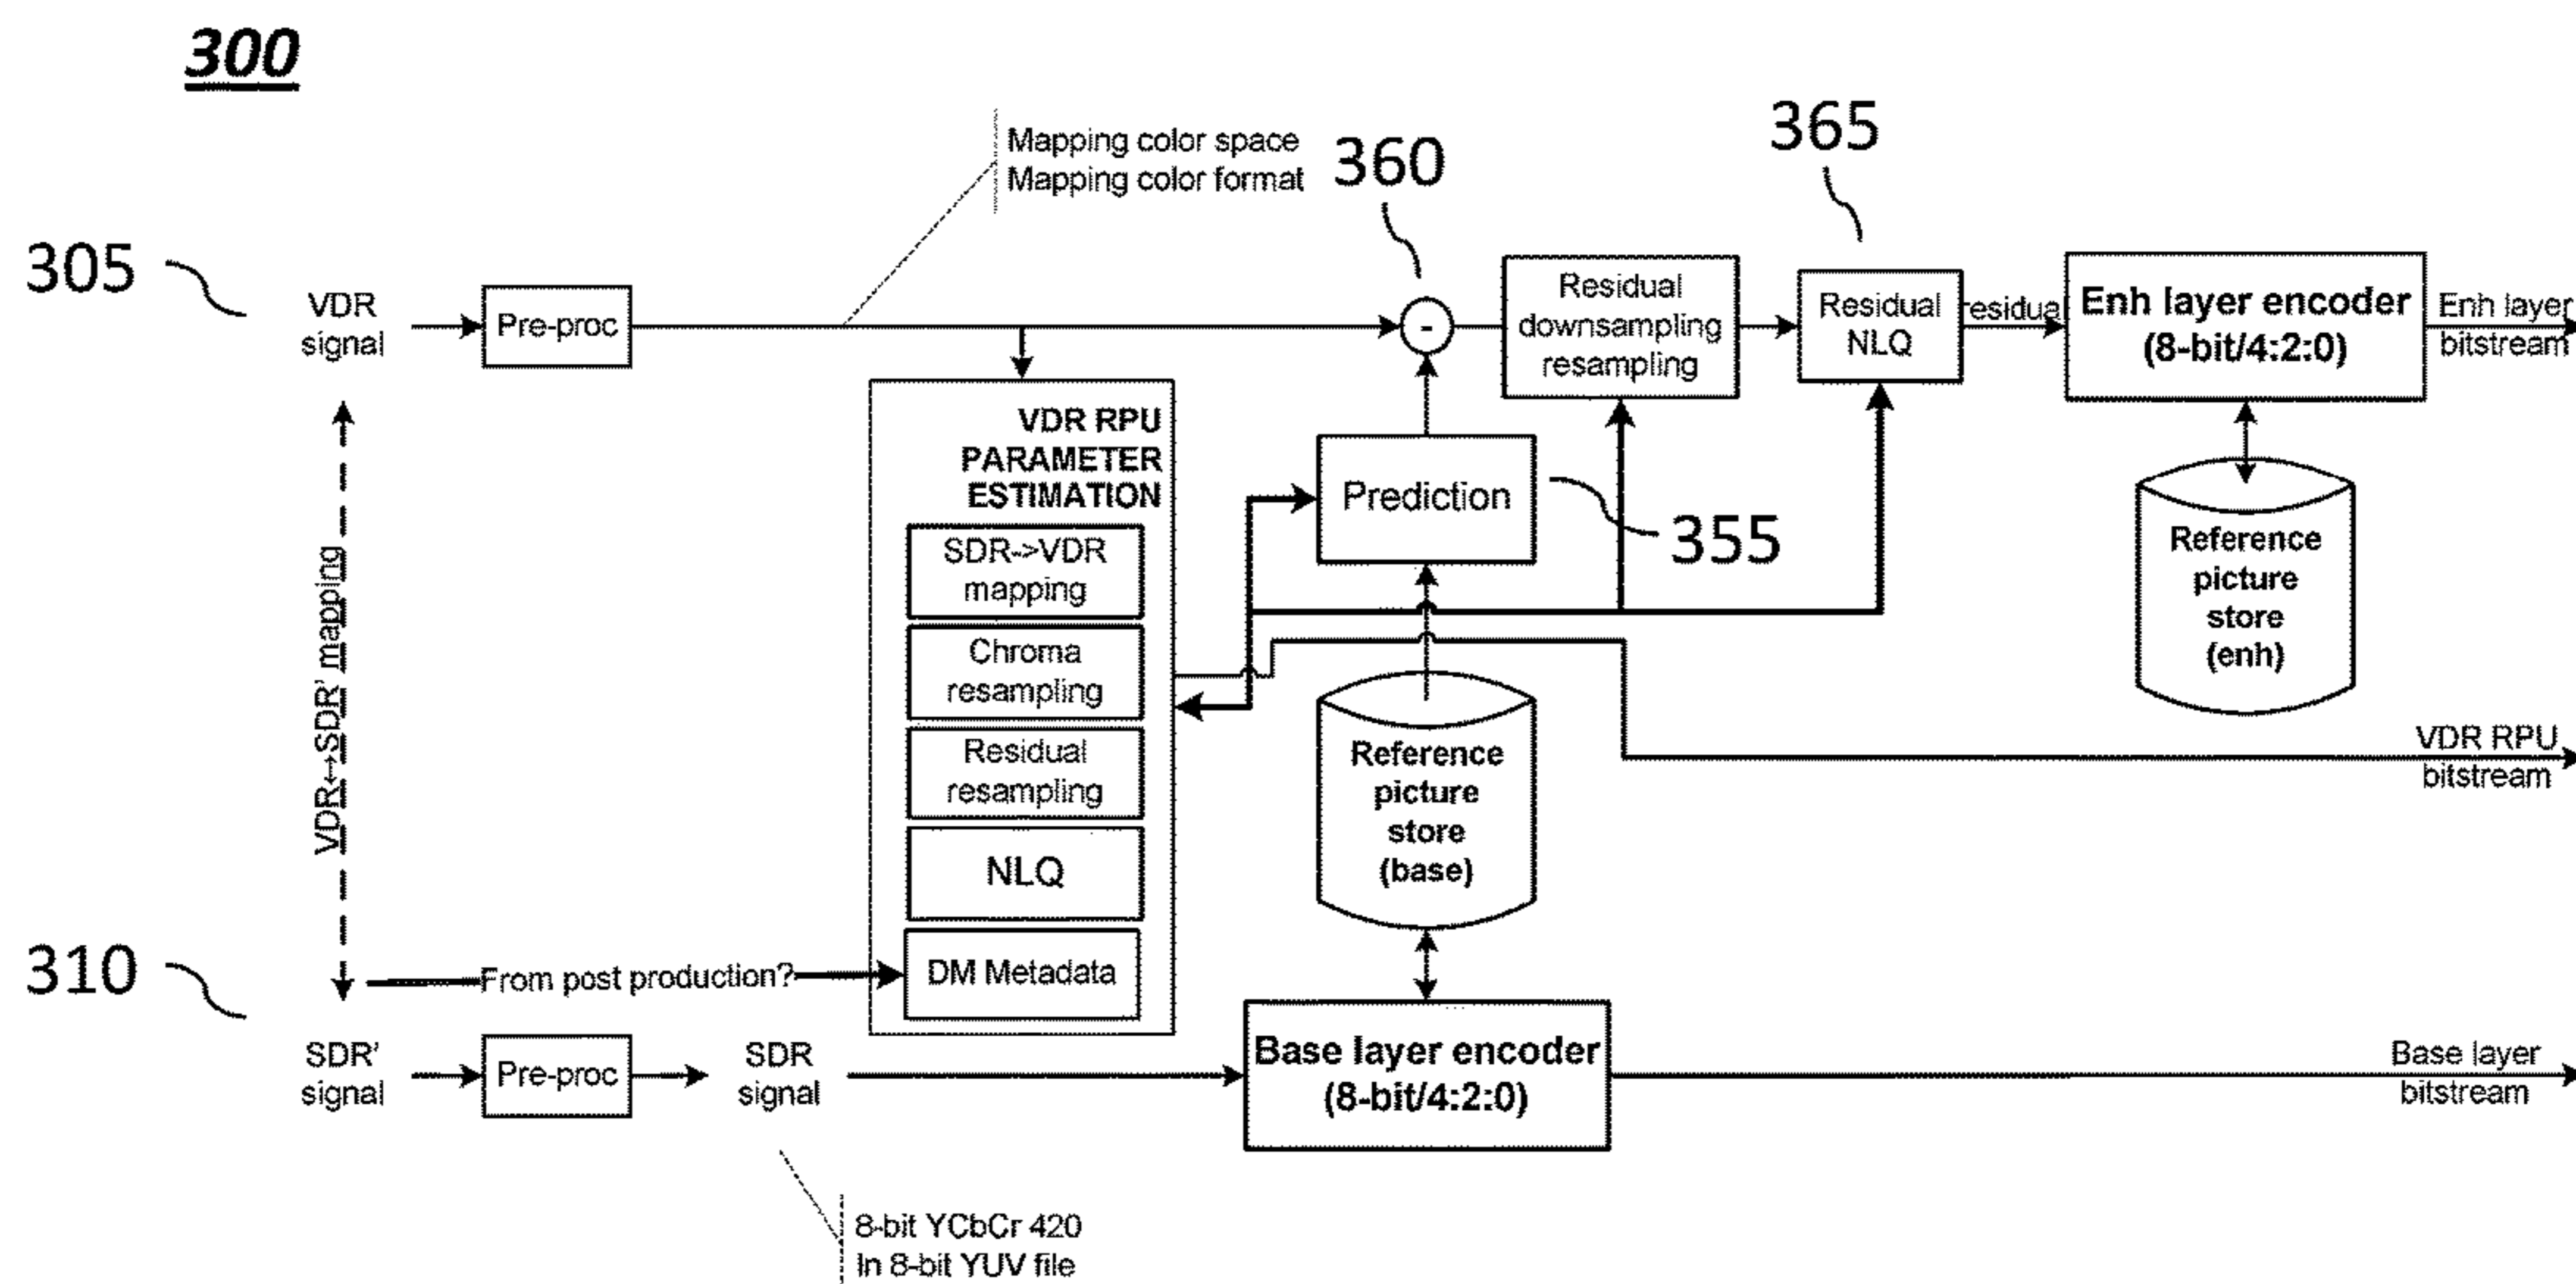 300
Mapping color space
Mapping color format
360
365
305
VDR
signal
Pre-proc
-
Residual
downsampling
resampling
Residual
NLQ
residual
Enh layer encoder
(8-bit/4:2:0)
Enh layer
bitstream
VDR RPU
PARAMETER
ESTIMATION
SDR->VDR
mapping
Chroma
resampling
Residual
resampling
NLQ
DM Metadata
Prediction
355
Reference
picture
store
(enh)
VDR↔SDR' mapping
Reference
picture
store
(base)
VDR RPU
bitstream
310
From post production?
SDR'
signal
Pre-proc
SDR
signal
Base layer encoder
(8-bit/4:2:0)
Base layer
bitstream
8-bit YCbCr 420
In 8-bit YUV file